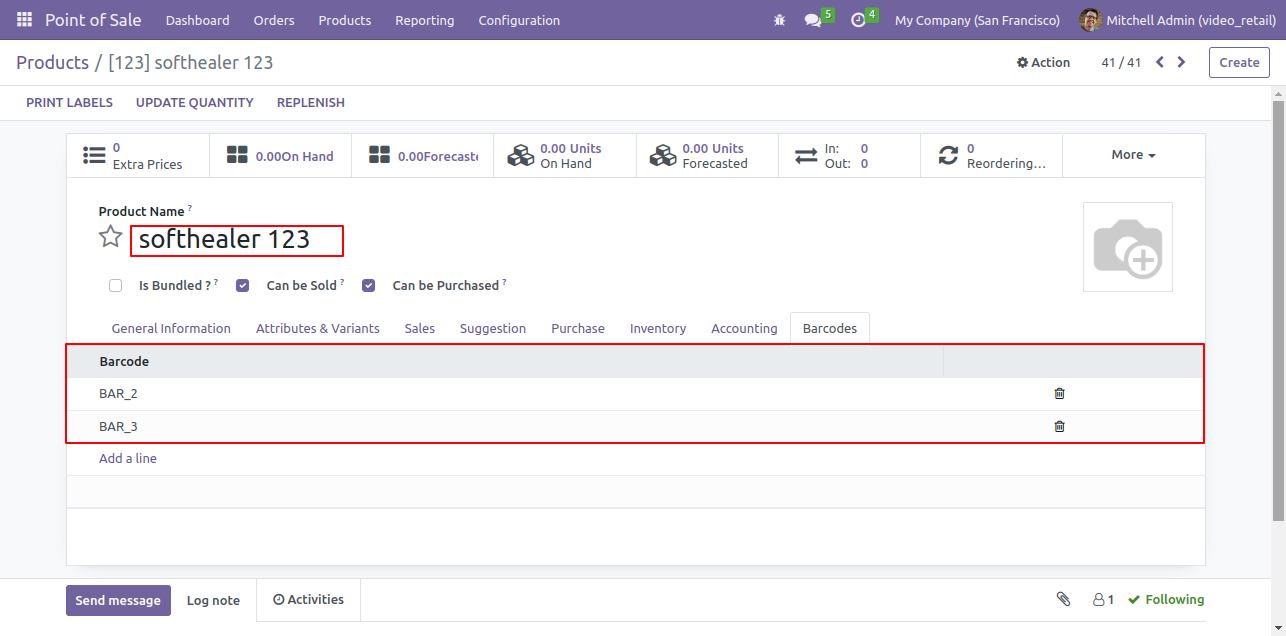 Point of Sale Dashboard Orders Products Reporting Configuration 5 4 My Company (San Francisco) Mitchell Admin (video_retail)
Products / [123] softhealer 123 Action 41 / 41 Create
PRINT LABELS UPDATE QUANTITY REPLENISH
0
Extra Prices
0.00On Hand
0.00Forecaste
0.00 Units
On Hand
0.00 Units
Forecasted
In: 0
Out: 0
0
Reordering...
More
Product Name ?
softhealer 123
Is Bundled ? ? Can be Sold ? Can be Purchased ?
General Information Attributes & Variants Sales Suggestion Purchase Inventory Accounting Barcodes
Barcode
BAR_2
BAR_3
Add a line
Send message Log note Activities 1 Following